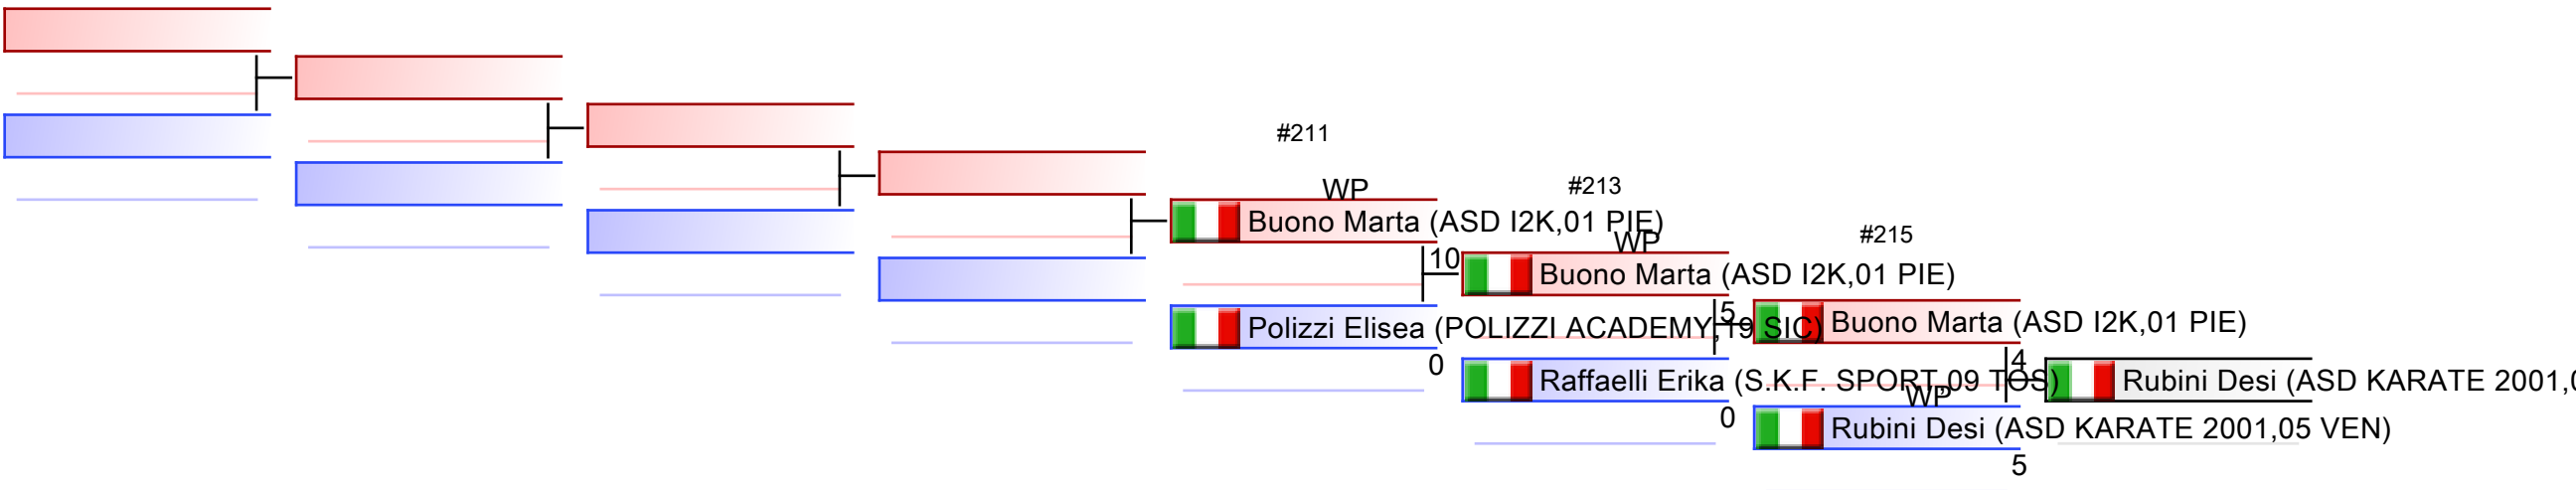 #211
WP
Buono Marta (ASD I2K,01 PIE)
10
Polizzi Elisea (POLIZZI ACADEMY,19 SIC)
0
#213
WP
Buono Marta (ASD I2K,01 PIE)
5
Raffaelli Erika (S.K.F. SPORT,09 TOS)
0
#215
Buono Marta (ASD I2K,01 PIE)
4
WP
Rubini Desi (ASD KARATE 2001,05 VEN)
5
Rubini Desi (ASD KARATE 2001,